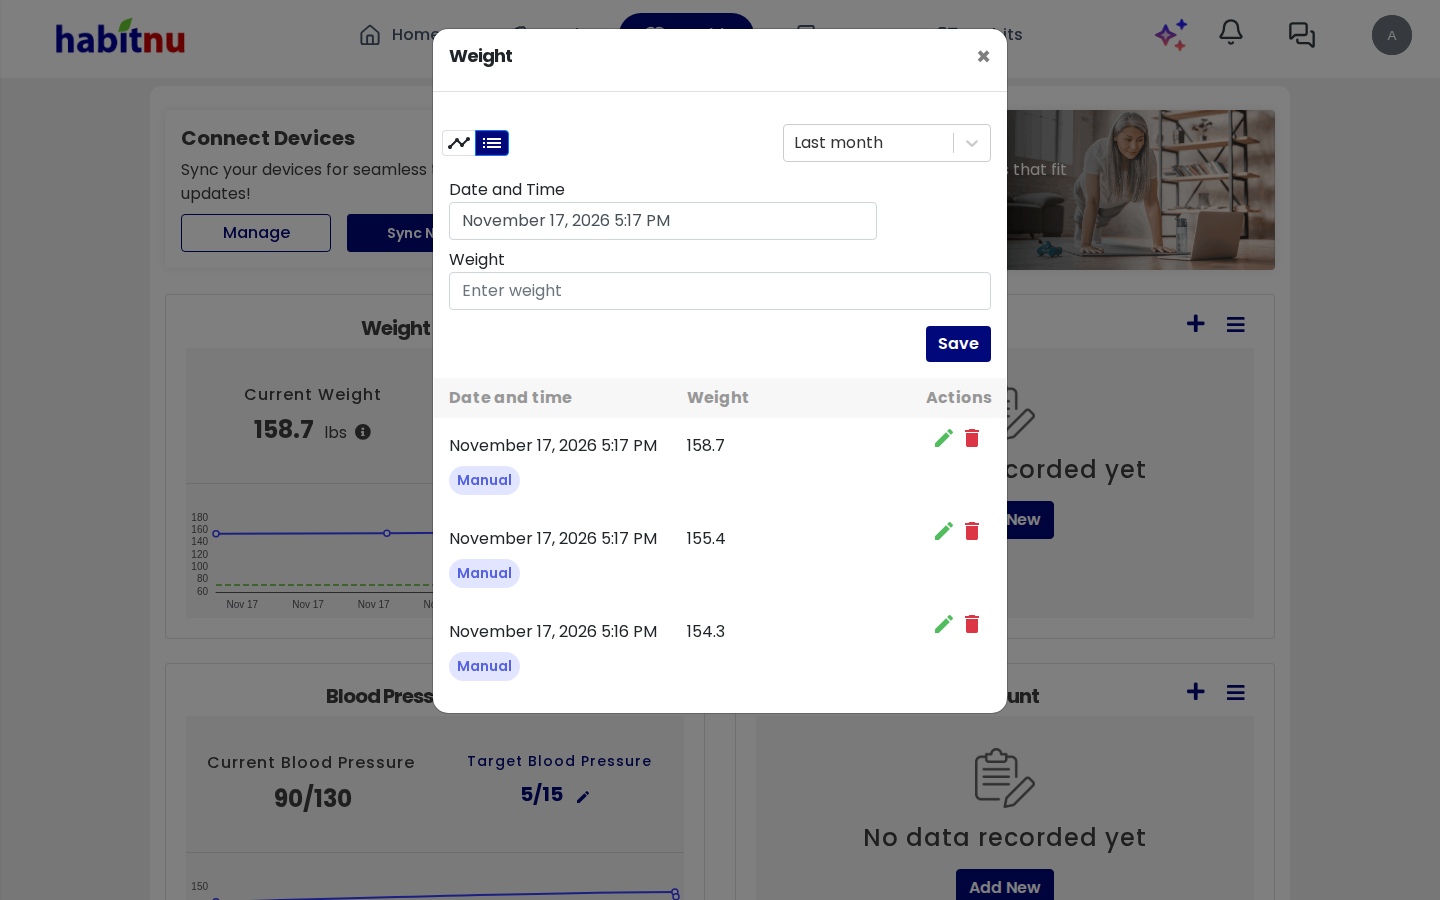 habitnu
Home
A
Weight
×
Connect Devices
Sync your devices for seamless
updates!
Manage
Sync N
that fit
Last month
Date and Time
November 17, 2026 5:17 PM
Weight
Enter weight
Save
Date and time Weight Actions
November 17, 2026 5:17 PM 158.7
Manual
November 17, 2026 5:17 PM 155.4
Manual
November 17, 2026 5:16 PM 154.3
Manual
Weight
Current Weight
158.7 lbs
180
160
140
120
100
80
60
Nov 17 Nov 17 Nov 17
corded yet
New
Blood Press
Current Blood Pressure
90/130
Target Blood Pressure
5/15
150
unt
No data recorded yet
Add New